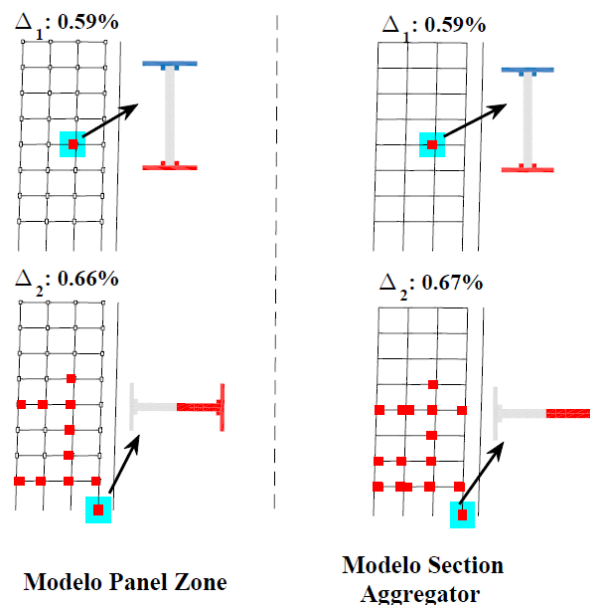 Δ₁: 0.59%
Δ₁: 0.59%
Δ₂: 0.66%
Δ₂: 0.67%
Modelo Panel Zone
Modelo Section
Aggregator